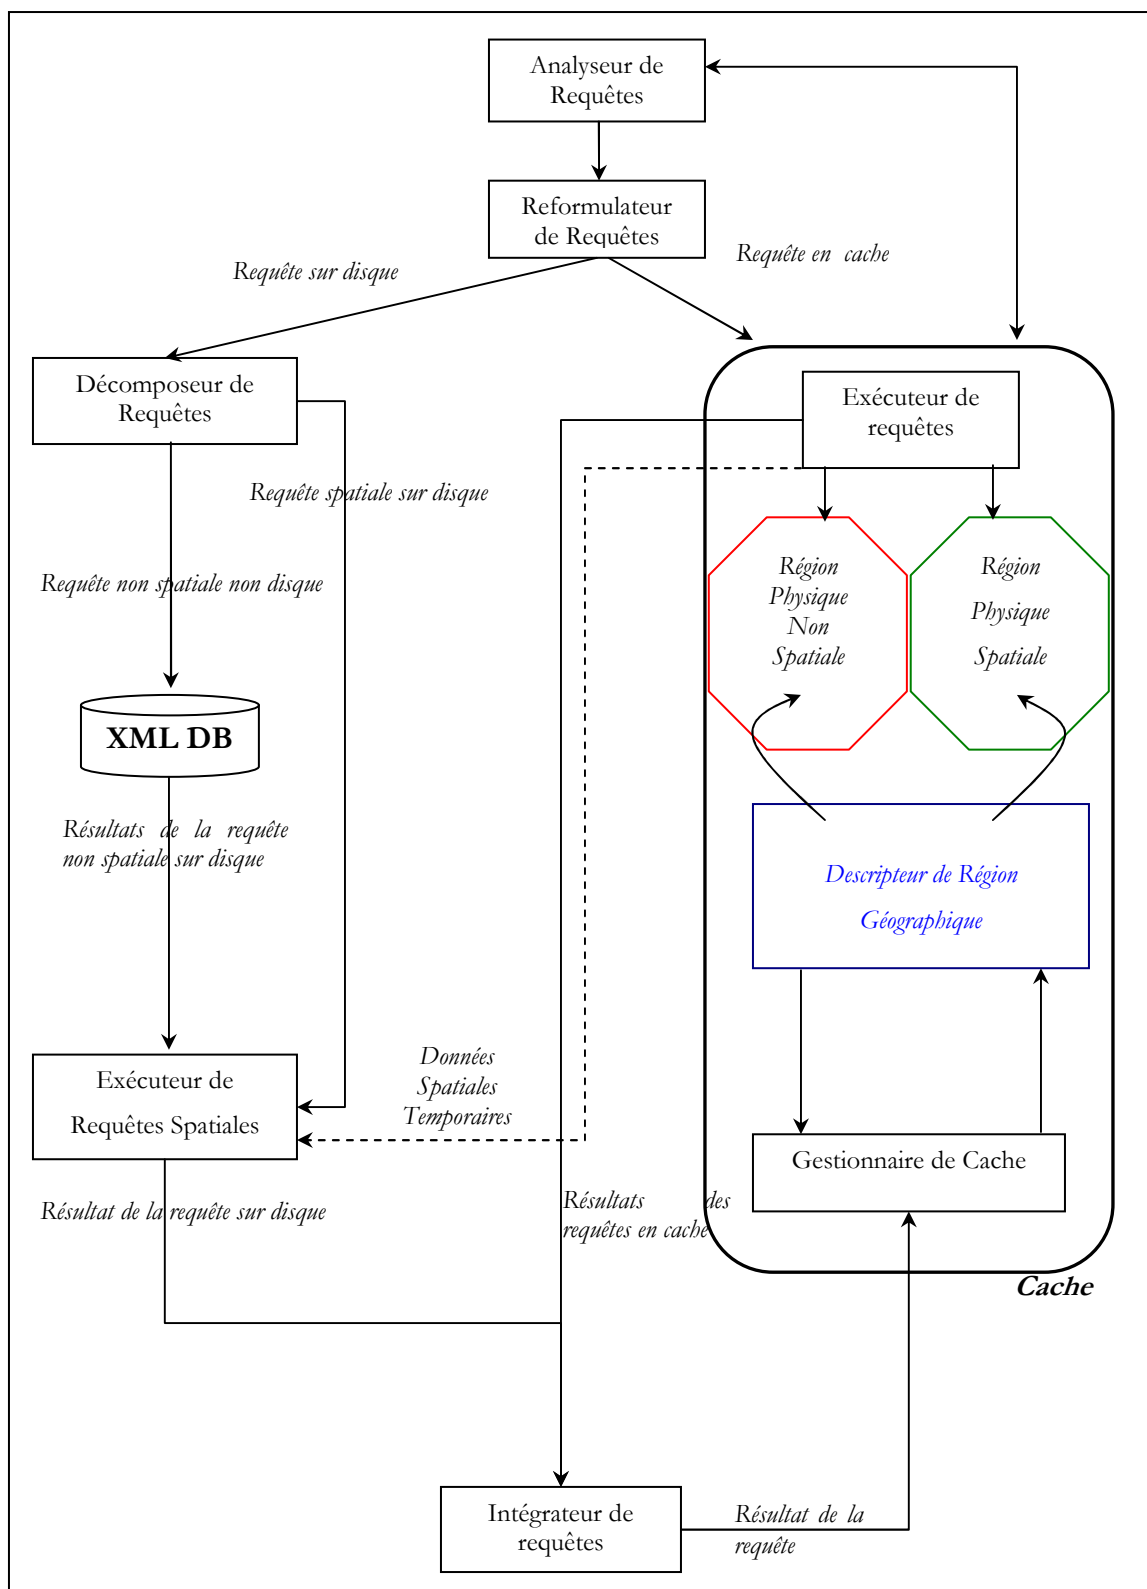 Analyseur de
Requêtes
Reformulateur
de Requêtes
Requête sur disque
Requête en cache
Décomposeur de
Requêtes
Exécuteur de
requêtes
Requête spatiale sur disque
Requête non spatiale non disque
Région
Physique
Non
Spatiale
Région
Physique
Spatiale
XML DB
Résultats de la requête
non spatiale sur disque
Descripteur de Région
Géographique
Exécuteur de
Requêtes Spatiales
Données
Spatiales
Temporaires
Gestionnaire de Cache
Résultat de la requête sur disque
Résultats des
requêtes en cache
Cache
Intégrateur de
requêtes
Résultat de la
requête